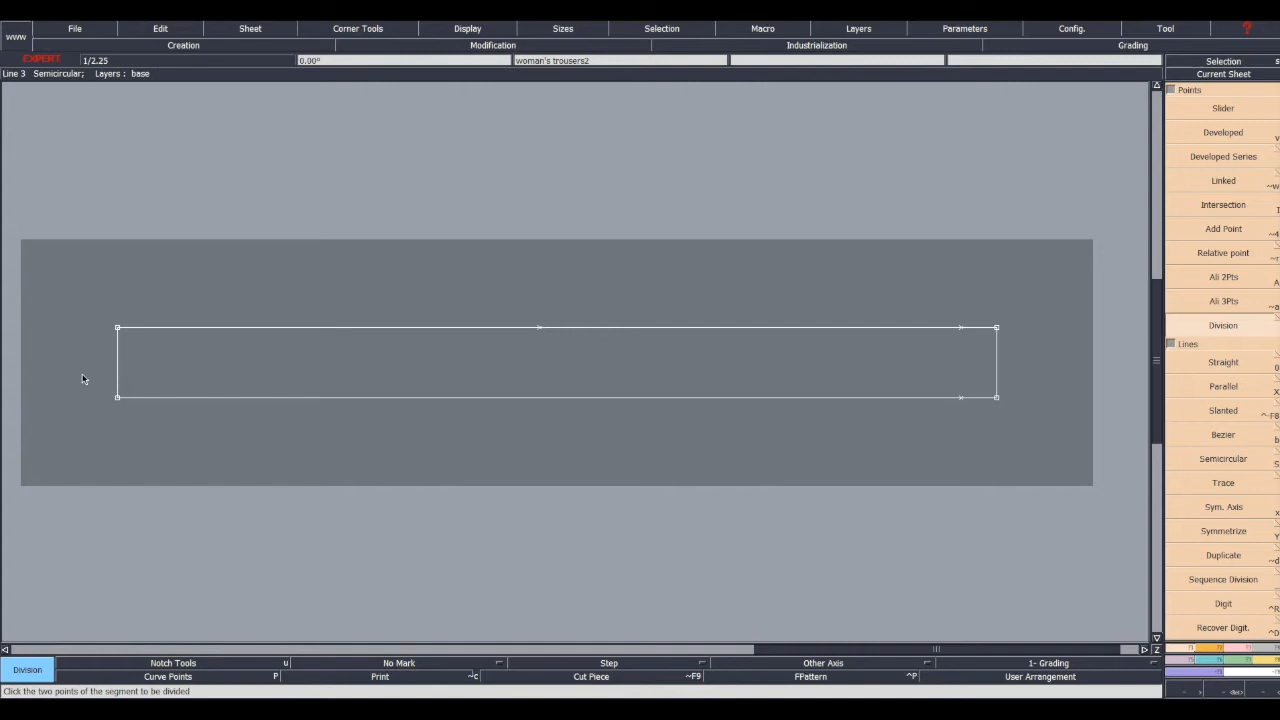 www File Edit Sheet Corner Tools Display Sizes Selection Macro Layers Parameters Config. Tool ?
Creation Modification Industrialization Grading
EXPERT 1/2.25 0.00° woman's trousers2
Line 3 Semicircular; Layers : base
Selection s
Current Sheet
Points
Slider
Developed v
Developed Series
Linked ~w
Intersection I
Add Point ~4
Relative point ~r
Ali 2Pts A
Ali 3Pts ~a
Division
Lines
Straight 0
Parallel X
Slanted ^~F8
Bezier b
Semicircular S
Trace
Sym. Axis x
Symmetrize Y
Duplicate ~d
Sequence Division
Digit ^R
Recover Digit. ^D
Z
Division
Notch Tools u No Mark Step Other Axis 1- Grading
Curve Points P Print ~c Cut Piece ~F9 FPattern ^P User Arrangement
Click the two points of the segment to be divided